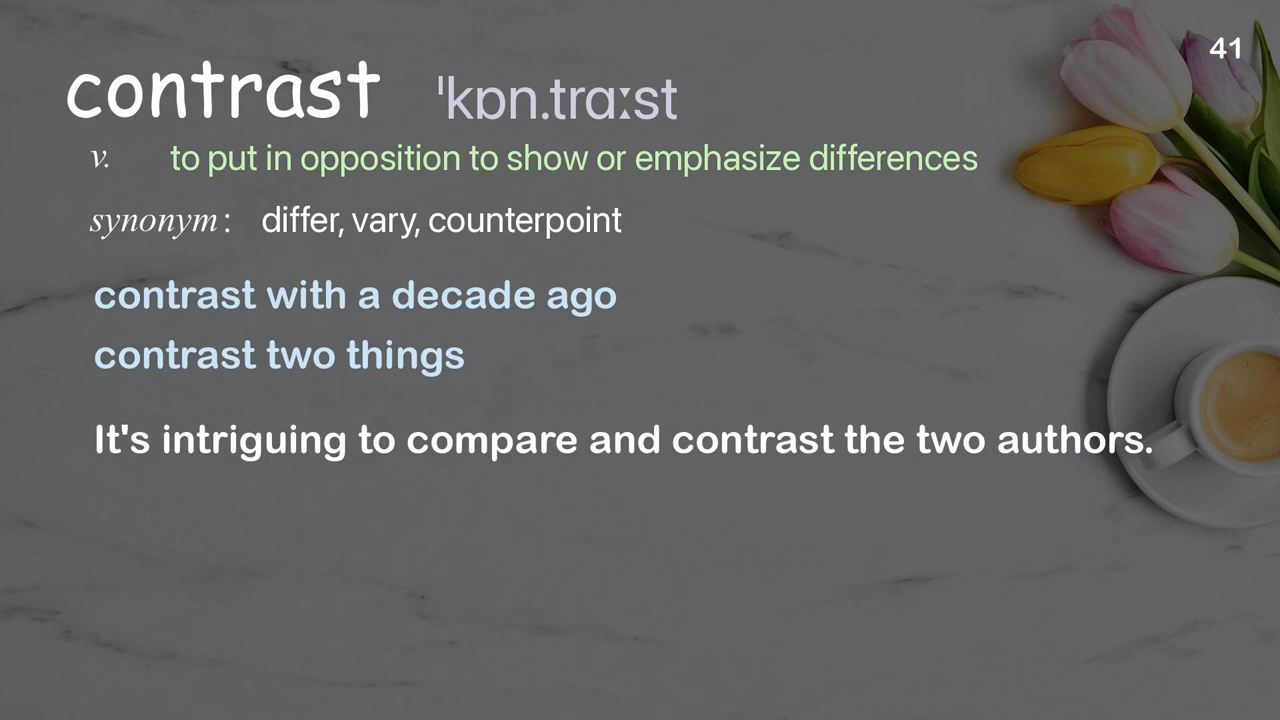 41
contrast ˈkɒn.trɑːst
v. to put in opposition to show or emphasize differences
synonym: differ, vary, counterpoint
contrast with a decade ago
contrast two things
It's intriguing to compare and contrast the two authors.